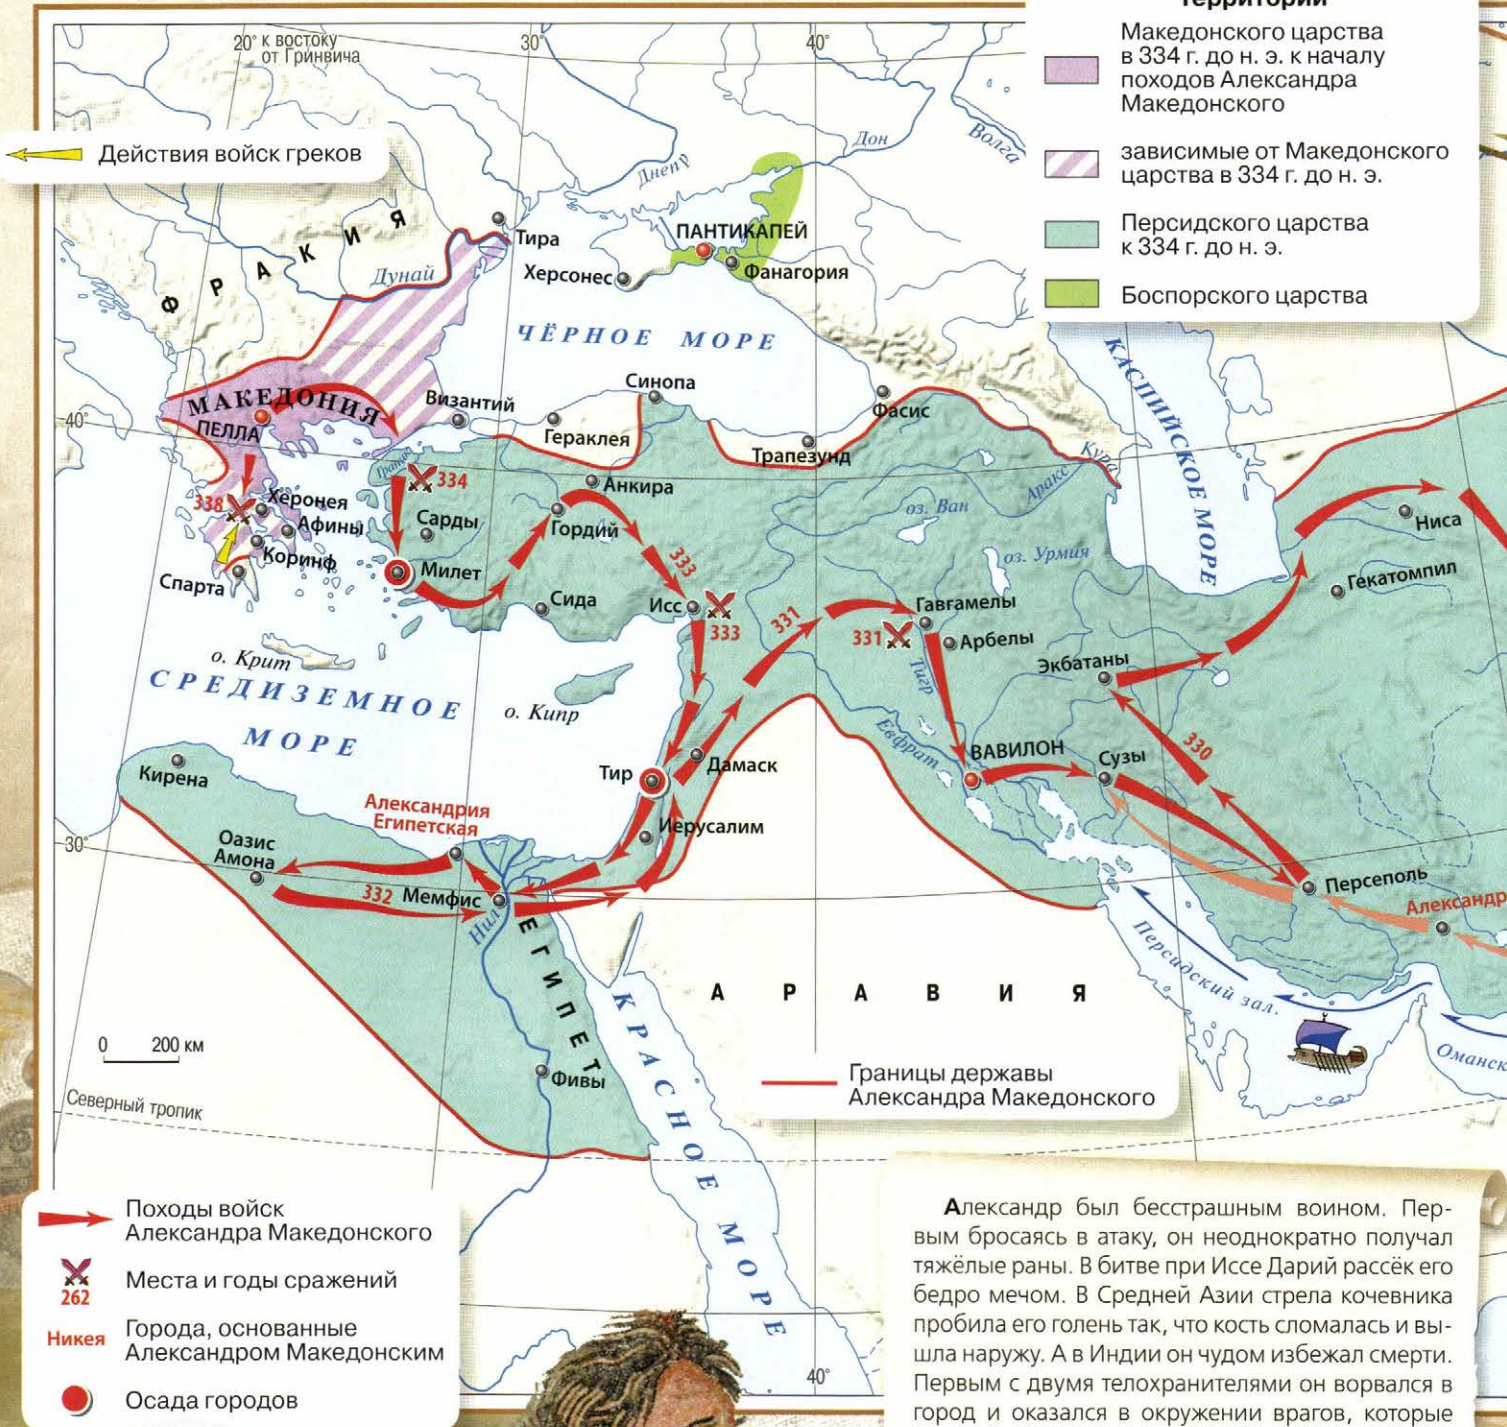 территории
Македонского царства
в 334 г. до н. э. к началу
походов Александра
Македонского
зависимые от Македонского
царства в 334 г. до н. э.
Персидского царства
к 334 г. до н. э.
Боспорского царства
20° к востоку
от Гринвича
30°
40°
Действия войск греков
Днепр
Дон
Волга
ФРАКИЯ
Дунай
Тира
ПАНТИКАПЕЙ
Херсонес
Фанагория
ЧЁРНОЕ МОРЕ
КАСПИЙСКОЕ МОРЕ
40°
МАКЕДОНИЯ
ПЕЛЛА
Византий
Синопа
Гераклея
Фасис
Трапезунд
Кура
Аракс
Граник
334
Анкира
оз. Ван
338
Херонея
Афины
Коринф
Спарта
Сарды
Гордий
Милет
Сида
333
Исс
333
оз. Урмия
Ниса
Гекатомпил
331
331
Гавгамелы
Арбелы
Тигр
Экбатаны
о. Крит
СРЕДИЗЕМНОЕ
МОРЕ
о. Кипр
Евфрат
ВАВИЛОН
Сузы
330
Кирена
Тир
Дамаск
Александрия
Египетская
Иерусалим
30°
Оазис
Амона
332
Мемфис
Нил
ЕГИПЕТ
Персеполь
Александр
Персидский зал.
АРАВИЯ
КРАСНОЕ МОРЕ
0 200 км
Фивы
Оманск
Северный тропик
Границы державы
Александра Македонского
Походы войск
Александра Македонского
262
Места и годы сражений
Никея
Города, основанные
Александром Македонским
Осада городов
40°
Александр был бесстрашным воином. Пер-
вым бросаясь в атаку, он неоднократно получал
тяжёлые раны. В битве при Иссе Дарий рассёк его
бедро мечом. В Средней Азии стрела кочевника
пробила его голень так, что кость сломалась и вы-
шла наружу. А в Индии он чудом избежал смерти.
Первым с двумя телохранителями он ворвался в
город и оказался в окружении врагов, которые